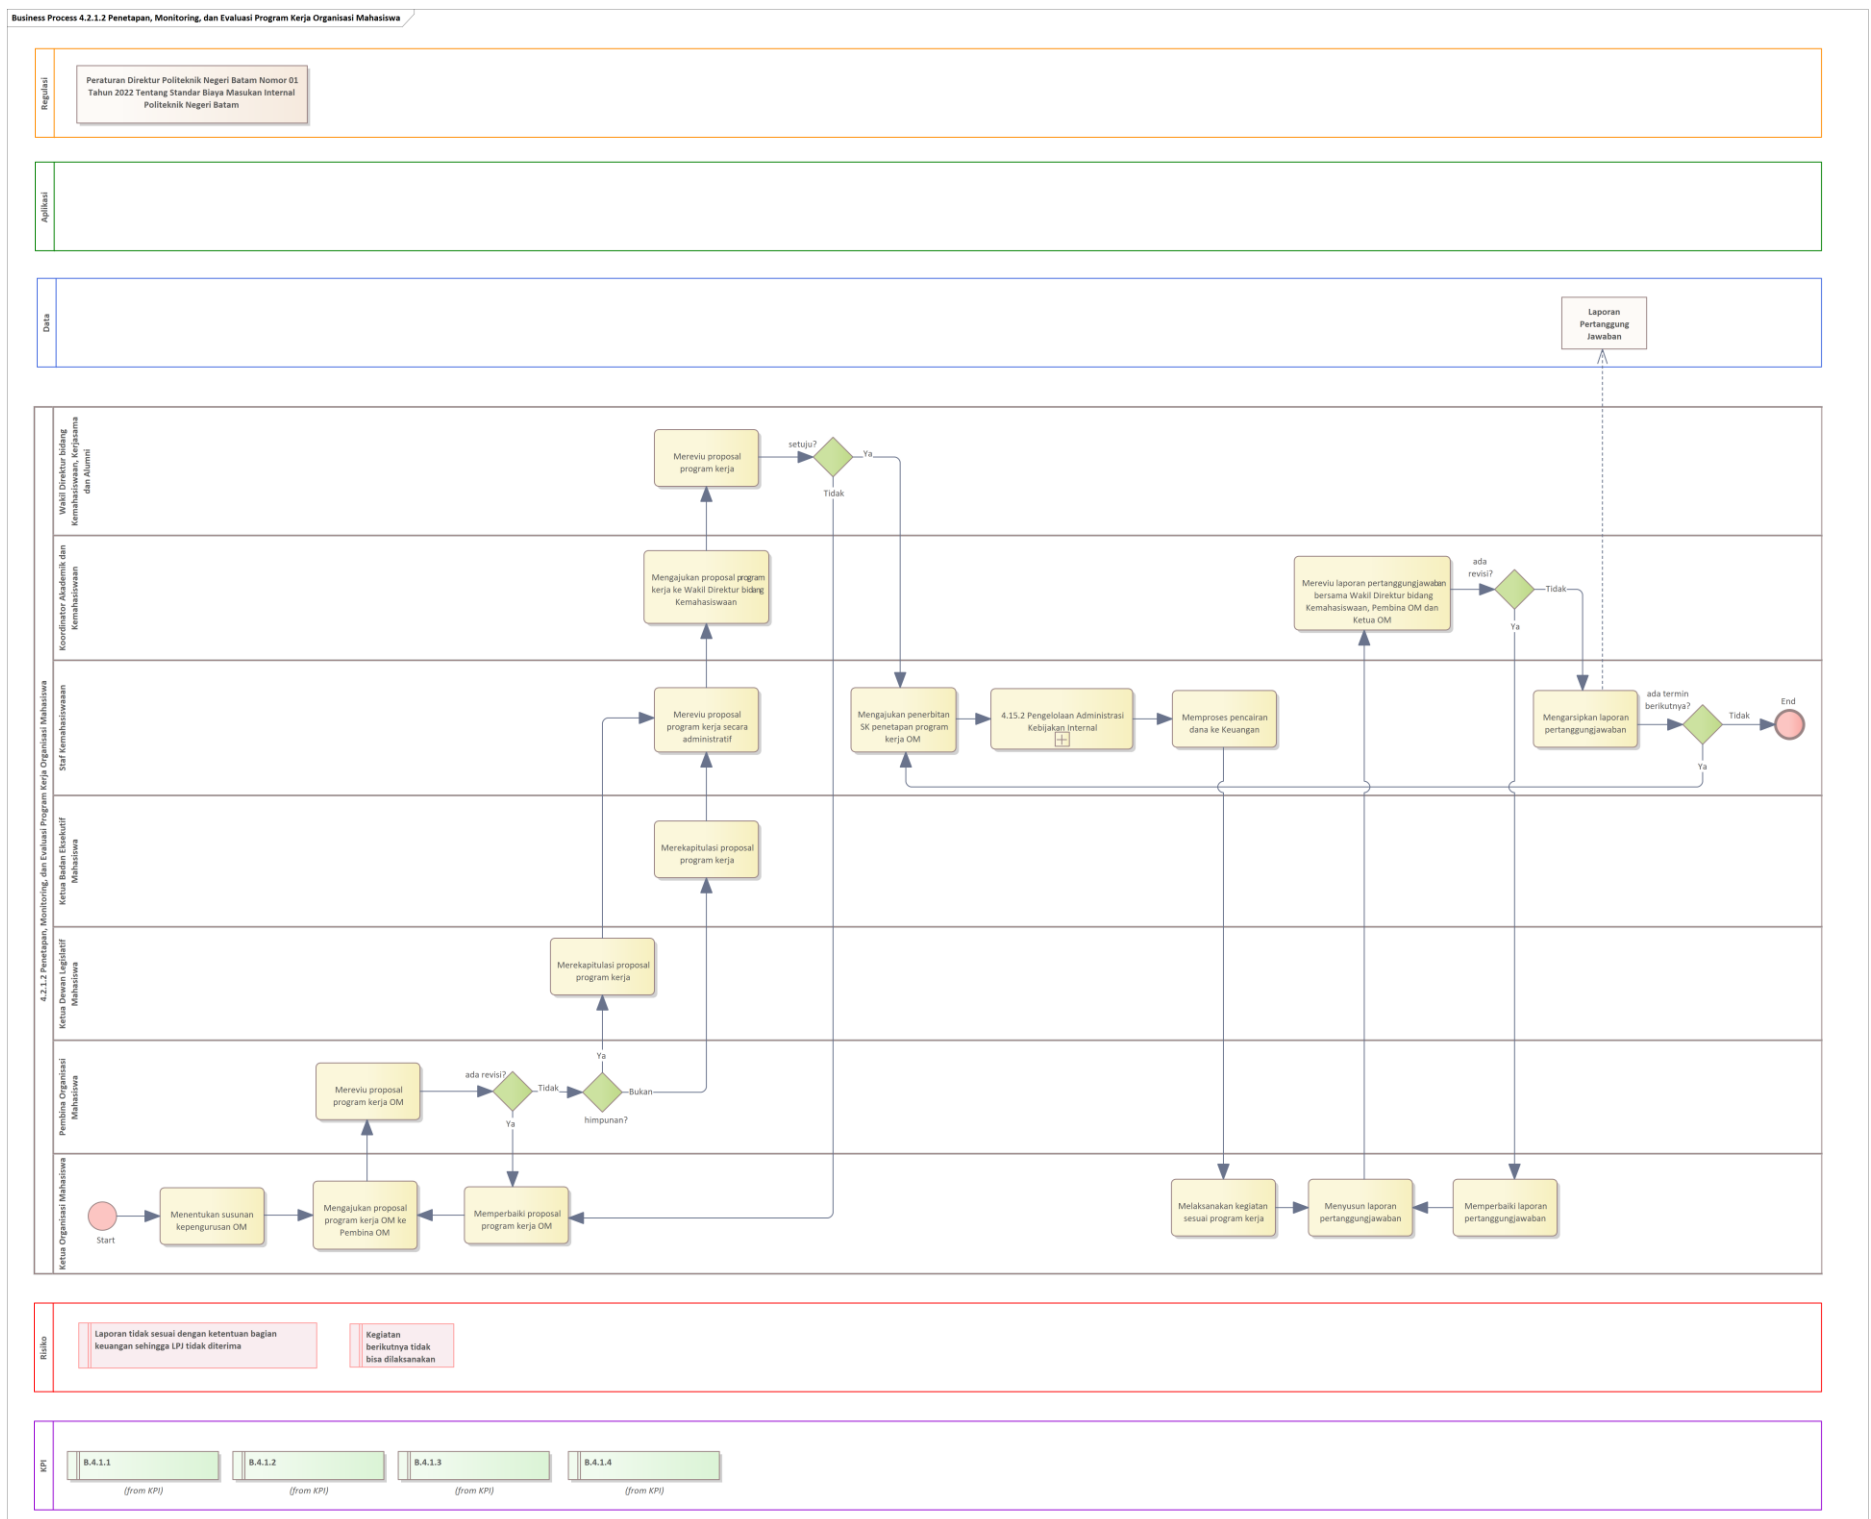 Business Process 4.2.1.2 Penetapan, Monitoring, dan Evaluasi Program Kerja Organisasi Mahasiswa
Regulasi
Peraturan Direktur Politeknik Negeri Batam Nomor 01
Tahun 2022 Tentang Standar Biaya Masukan Internal
Politeknik Negeri Batam
Aplikasi
Data
Laporan
Pertanggung
Jawaban
4.2.1.2 Penetapan, Monitoring, dan Evaluasi Program Kerja Organisasi Mahasiswa
Wakil Direktur bidang
Kemahasiswaan, Kerjasama
dan Alumni
Mereviu proposal
program kerja
setuju?
Ya
Tidak
Koordinator Akademik dan
Kemahasiswaan
Mengajukan proposal program
kerja ke Wakil Direktur bidang
Kemahasiswaan
Mereviu laporan pertanggungjawaban
bersama Wakil Direktur bidang
Kemahasiswaan, Pembina OM dan
Ketua OM
ada
revisi?
Tidak
Ya
Staf Kemahasiswaan
Mereviu proposal
program kerja secara
administratif
Mengajukan penerbitan
SK penetapan program
kerja OM
4.15.2 Pengelolaan Administrasi
Kebijakan Internal
Memproses pencairan
dana ke Keuangan
Mengarsipkan laporan
pertanggungjawaban
ada termin
berikutnya?
Tidak
Ya
End
Ketua Badan Eksekutif
Mahasiswa
Merekapitulasi proposal
program kerja
Ketua Dewan Legislatif
Mahasiswa
Merekapitulasi proposal
program kerja
Pembina Organisasi
Mahasiswa
Mereviu proposal
program kerja OM
ada revisi?
Tidak
Ya
Ya
Bukan
himpunan?
Ketua Organisasi Mahasiswa
Start
Menentukan susunan
kepengurusan OM
Mengajukan proposal
program kerja OM ke
Pembina OM
Memperbaiki proposal
program kerja OM
Melaksanakan kegiatan
sesuai program kerja
Menyusun laporan
pertanggungjawaban
Memperbaiki laporan
pertanggungjawaban
Risiko
Laporan tidak sesuai dengan ketentuan bagian
keuangan sehingga LPJ tidak diterima
Kegiatan
berikutnya tidak
bisa dilaksanakan
KPI
B.4.1.1
(from KPI)
B.4.1.2
(from KPI)
B.4.1.3
(from KPI)
B.4.1.4
(from KPI)